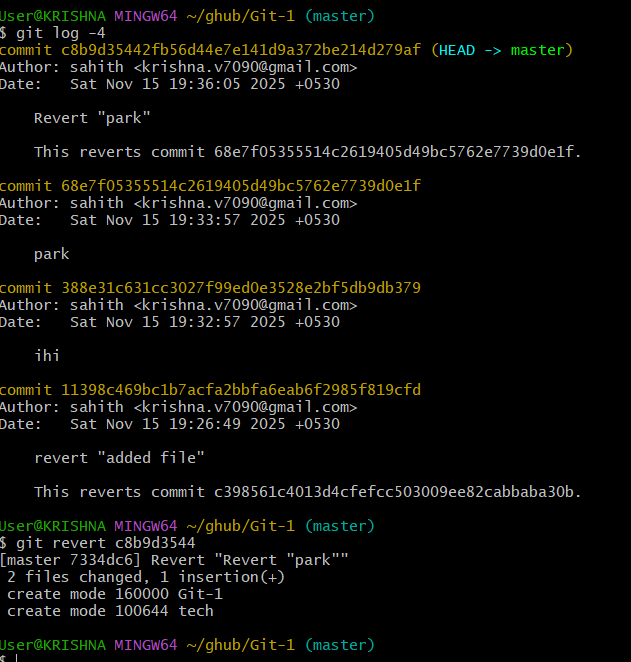 User@KRISHNA MINGW64 ~/ghub/Git-1 (master)
$ git log -4
commit c8b9d35442fb56d44e7e141d9a372be214d279af (HEAD -> master)
Author: sahith <krishna.v7090@gmail.com>
Date:   Sat Nov 15 19:36:05 2025 +0530
    Revert "park"
    This reverts commit 68e7f05355514c2619405d49bc5762e7739d0e1f.
commit 68e7f05355514c2619405d49bc5762e7739d0e1f
Author: sahith <krishna.v7090@gmail.com>
Date:   Sat Nov 15 19:33:57 2025 +0530
    park
commit 388e31c631cc3027f99ed0e3528e2bf5db9db379
Author: sahith <krishna.v7090@gmail.com>
Date:   Sat Nov 15 19:32:57 2025 +0530
    ihi
commit 11398c469bc1b7acfa2bbfa6eab6f2985f819cfd
Author: sahith <krishna.v7090@gmail.com>
Date:   Sat Nov 15 19:26:49 2025 +0530
    revert "added file"
    This reverts commit c398561c4013d4cfefcc503009ee82cabbaba30b.
User@KRISHNA MINGW64 ~/ghub/Git-1 (master)
$ git revert c8b9d3544
[master 7334dc6] Revert "Revert "park""
 2 files changed, 1 insertion(+)
 create mode 160000 Git-1
 create mode 100644 tech
User@KRISHNA MINGW64 ~/ghub/Git-1 (master)
$